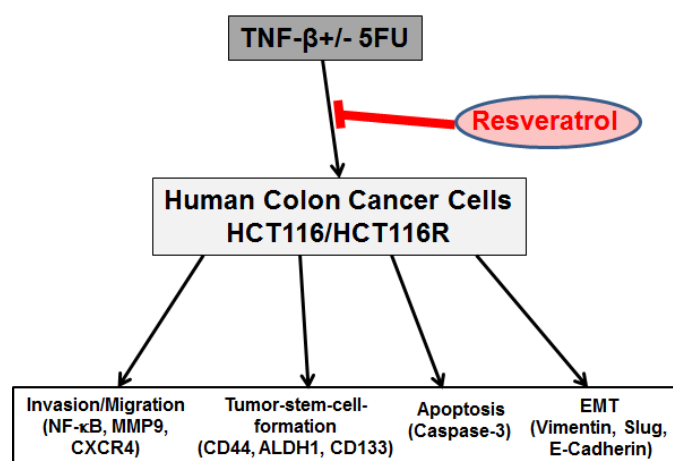 TNF-β+/- 5FU
Resveratrol
Human Colon Cancer Cells
HCT116/HCT116R
Invasion/Migration
(NF-κB, MMP9,
CXCR4)
Tumor-stem-cell-
formation
(CD44, ALDH1, CD133)
Apoptosis
(Caspase-3)
EMT
(Vimentin, Slug,
E-Cadherin)